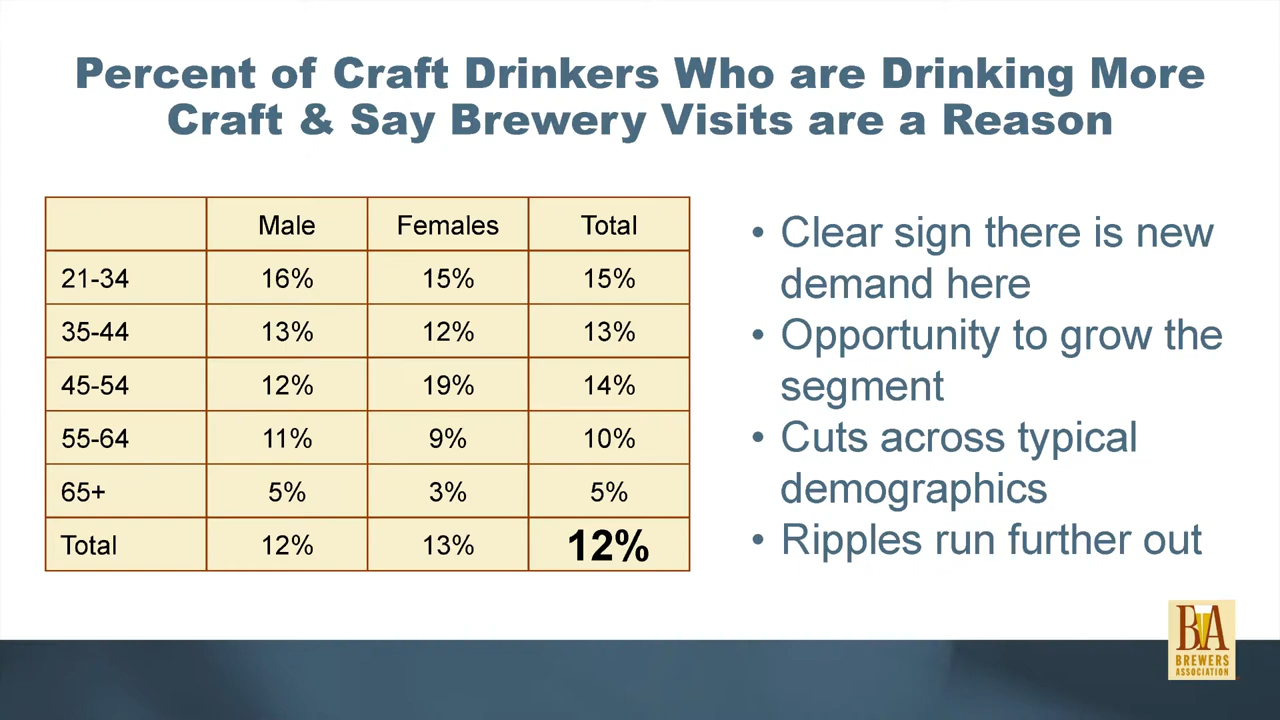 Percent of Craft Drinkers Who are Drinking More
Craft & Say Brewery Visits are a Reason
Male Females Total
21-34 16% 15% 15%
35-44 13% 12% 13%
45-54 12% 19% 14%
55-64 11% 9% 10%
65+ 5% 3% 5%
Total 12% 13% 12%
• Clear sign there is new
demand here
• Opportunity to grow the
segment
• Cuts across typical
demographics
• Ripples run further out
BA
BREWERS
ASSOCIATION